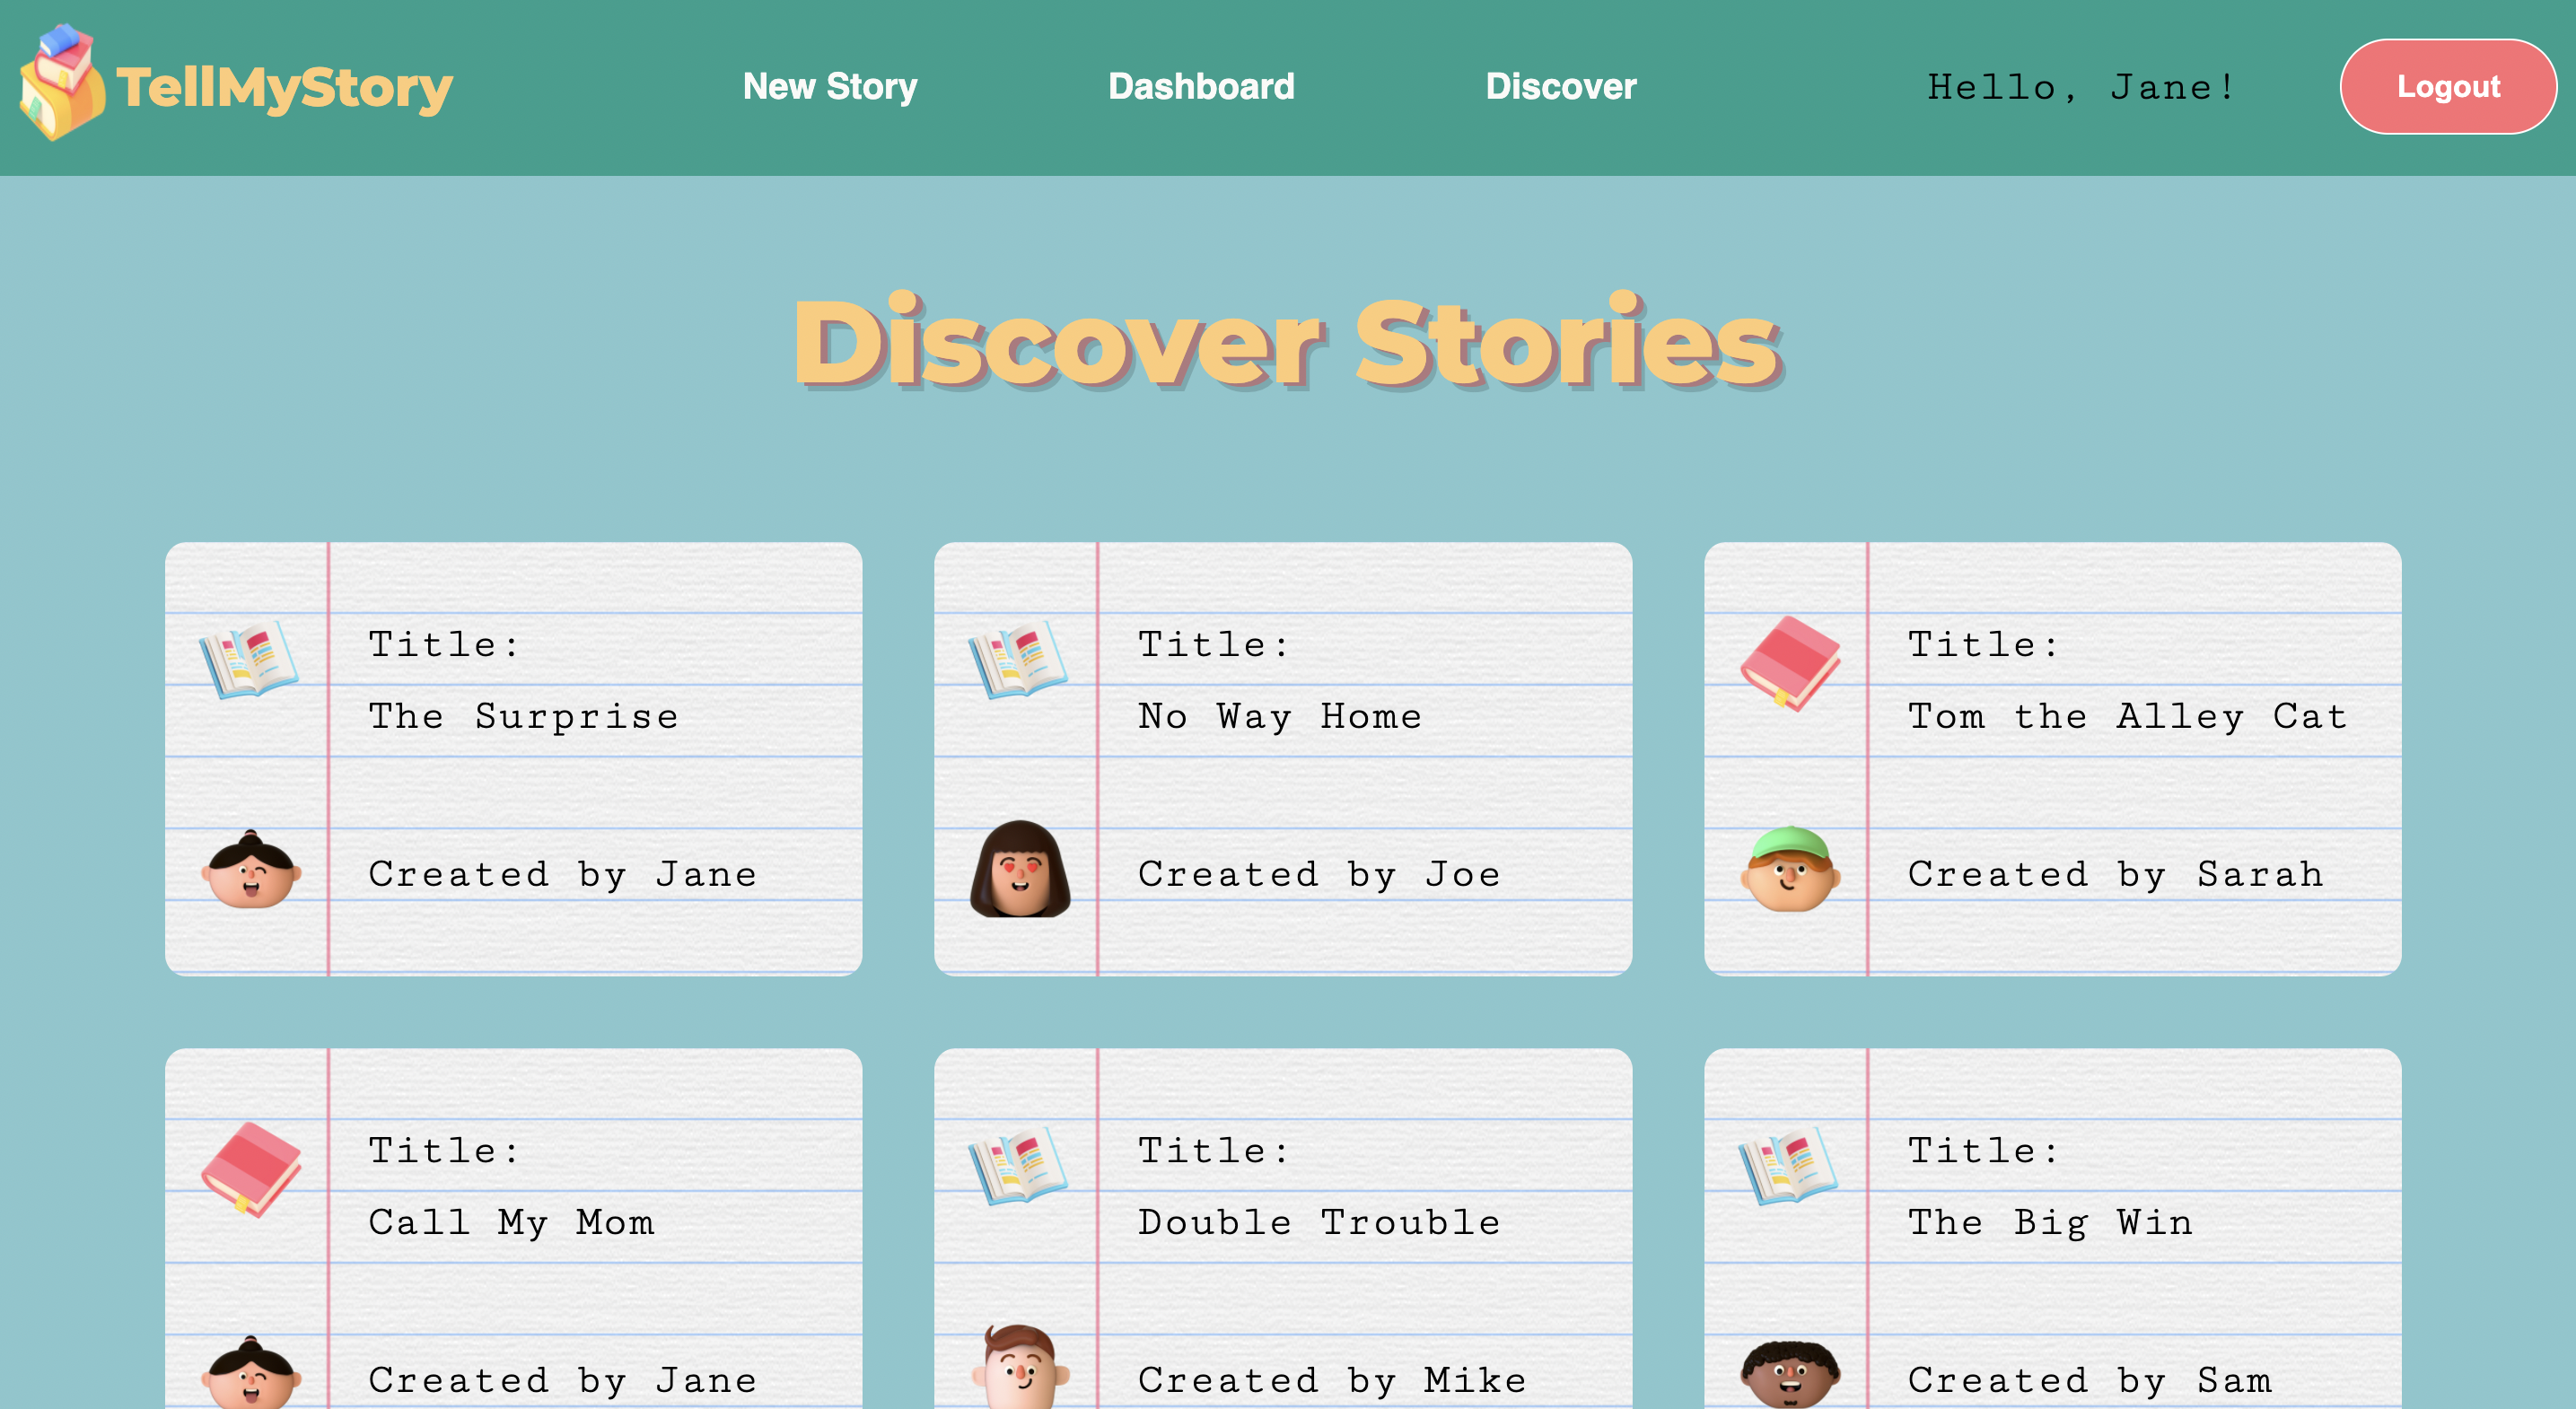 TellMyStory
New Story
Dashboard
Discover
Hello, Jane!
Logout
Discover Stories
Title:
The Surprise
Created by Jane
Title:
No Way Home
Created by Joe
Title:
Tom the Alley Cat
Created by Sarah
Title:
Call My Mom
Created by Jane
Title:
Double Trouble
Created by Mike
Title:
The Big Win
Created by Sam